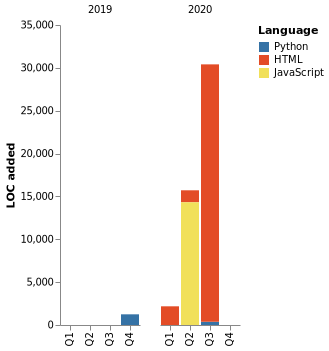 2019 2020
Language
Python
HTML
JavaScript
LOC added
35,000
30,000
25,000
20,000
15,000
10,000
5,000
0
Q1 Q2 Q3 Q4 Q1 Q2 Q3 Q4